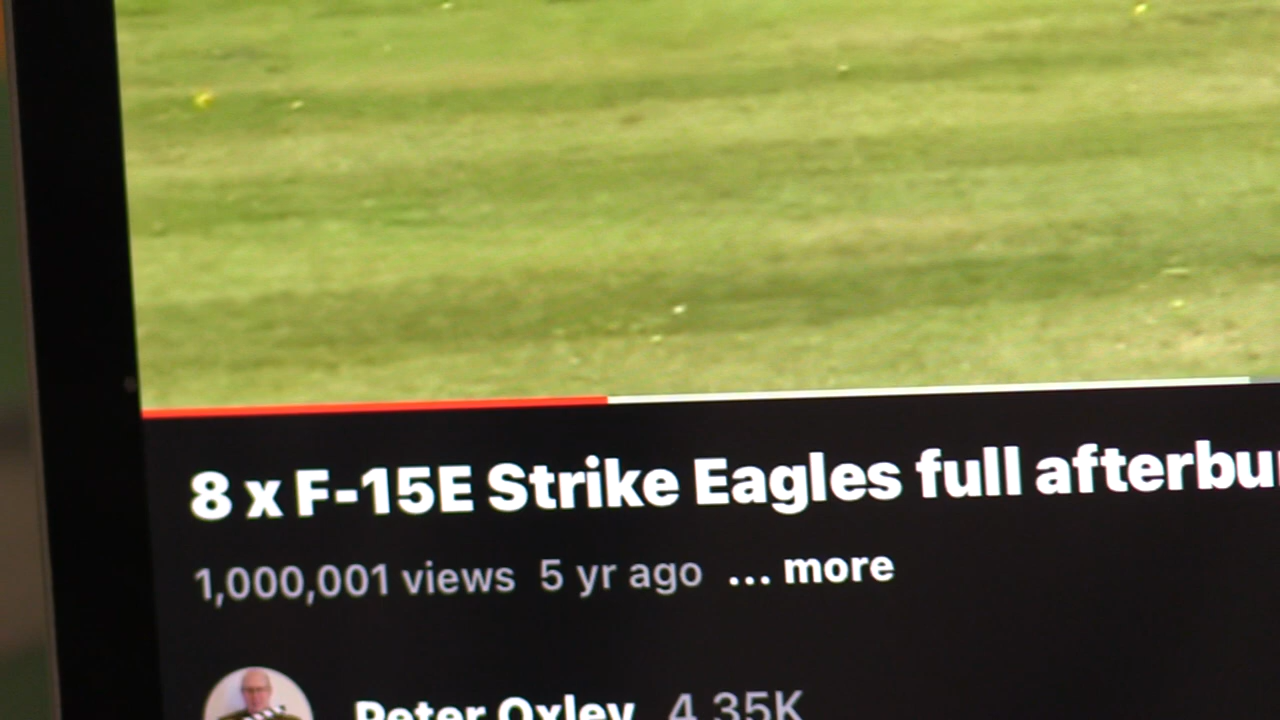 8 x F-15E Strike Eagles full afterbu
1,000,001 views 5 yr ago ... more
Peter Oxley 4.35K